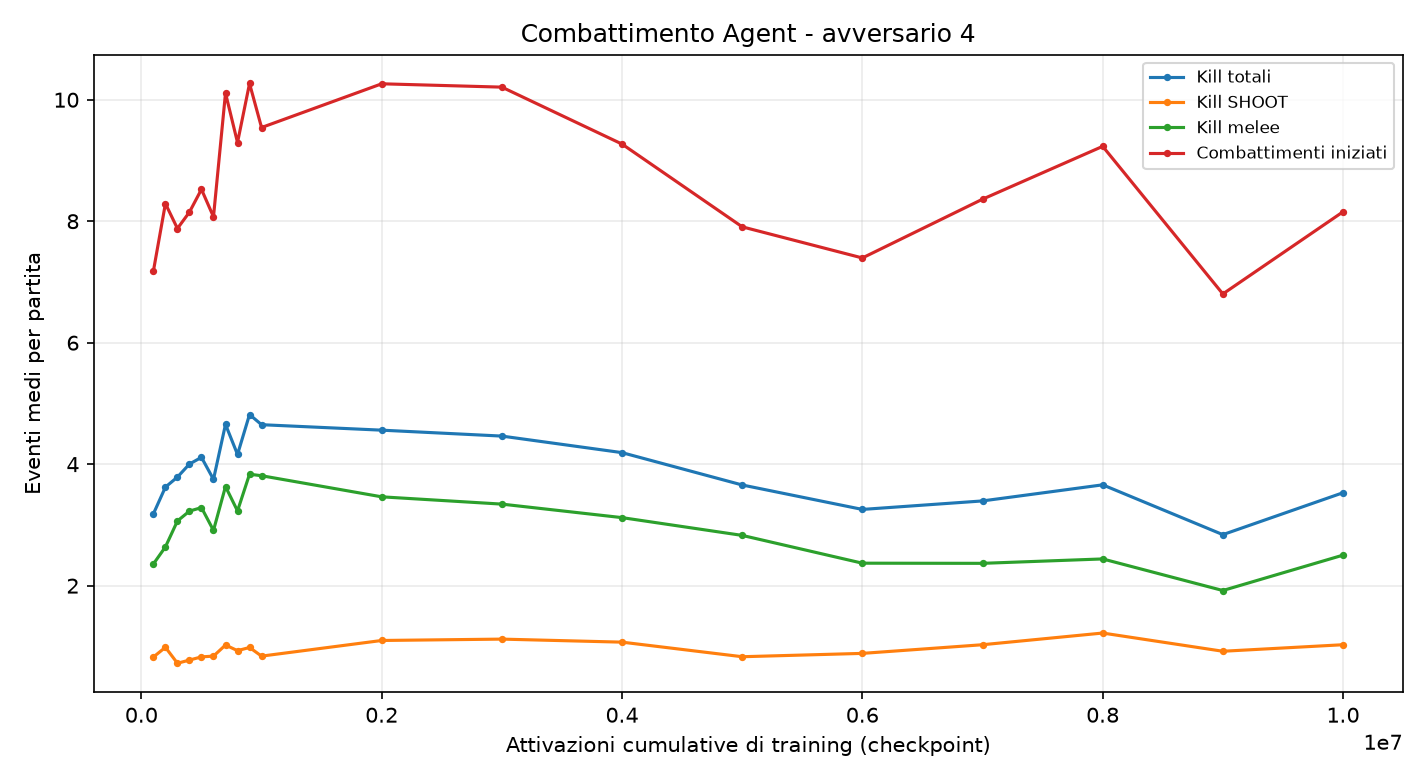 Combattimento Agent - avversario 4
Kill totali
Kill SHOOT
Kill melee
Combattimenti iniziati
Eventi medi per partita
10
8
6
4
2
0.0 0.2 0.4 0.6 0.8 1.0
1e7
Attivazioni cumulative di training (checkpoint)